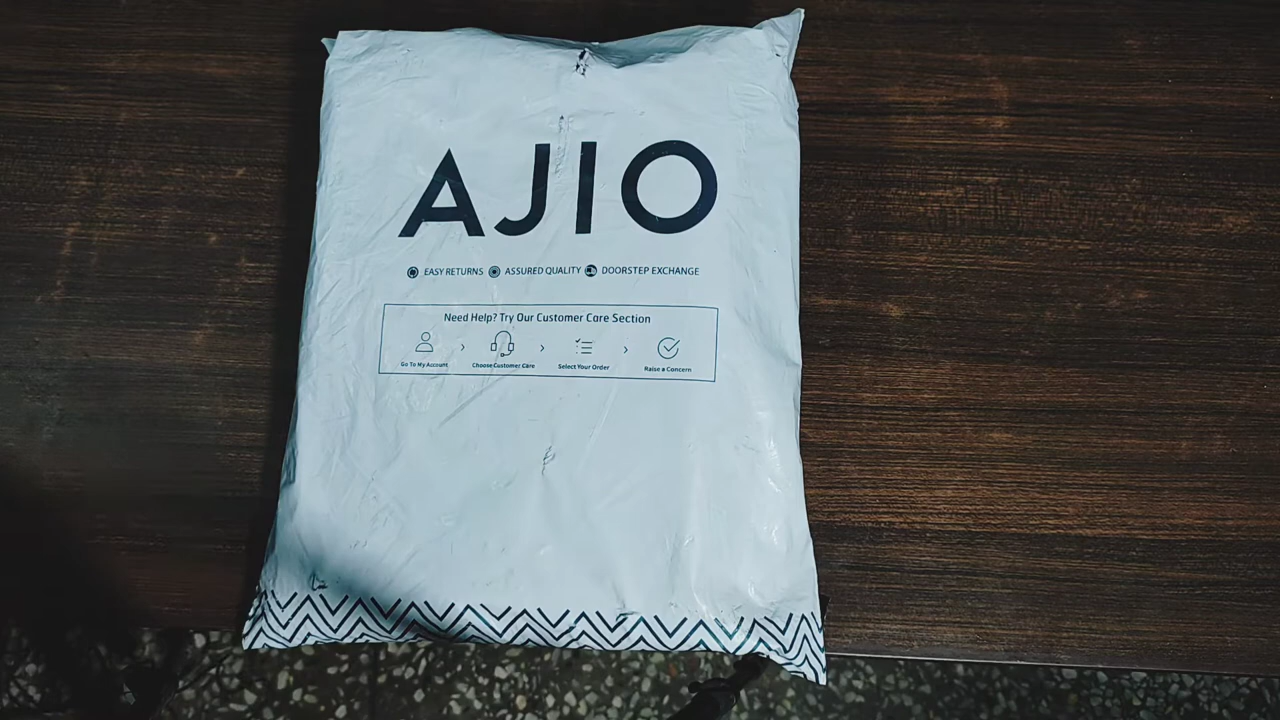 AJIO
EASY RETURNS ASSURED QUALITY DOORSTEP EXCHANGE
Need Help? Try Our Customer Care Section
Go To My Account > Choose Customer Care > Select Your Order > Raise a Concern